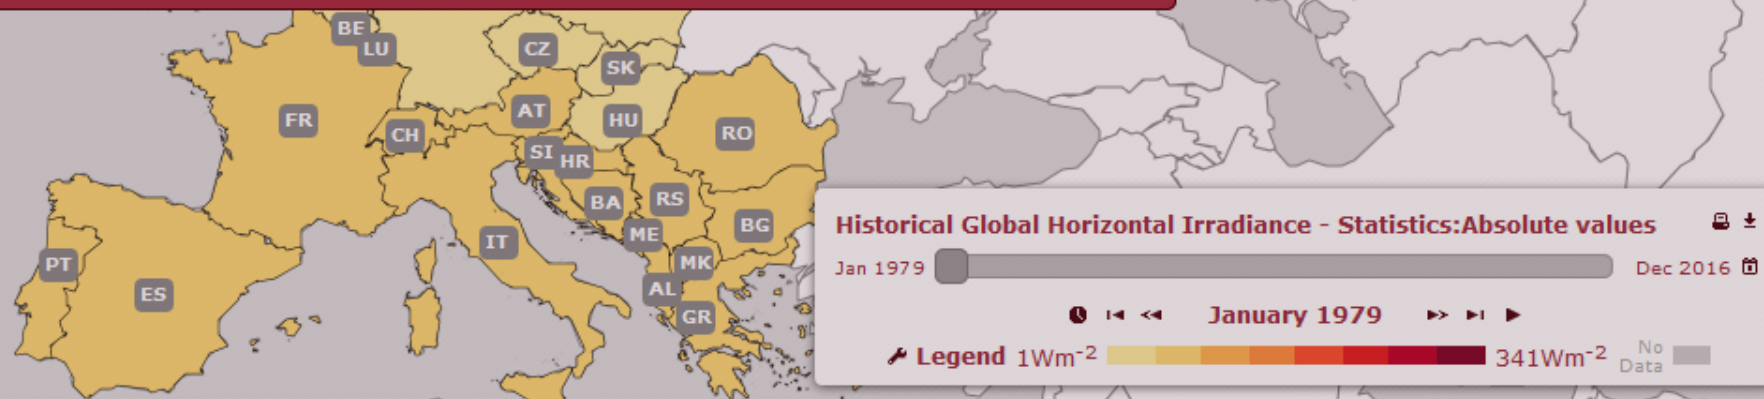 BE
LU
CZ
SK
FR
AT
HU
CH
RO
SI
HR
BA
RS
BG
ME
IT
MK
PT
AL
ES
GR
Historical Global Horizontal Irradiance - Statistics:Absolute values
Jan 1979 Dec 2016
January 1979
Legend 1Wm-2 341Wm-2 No Data